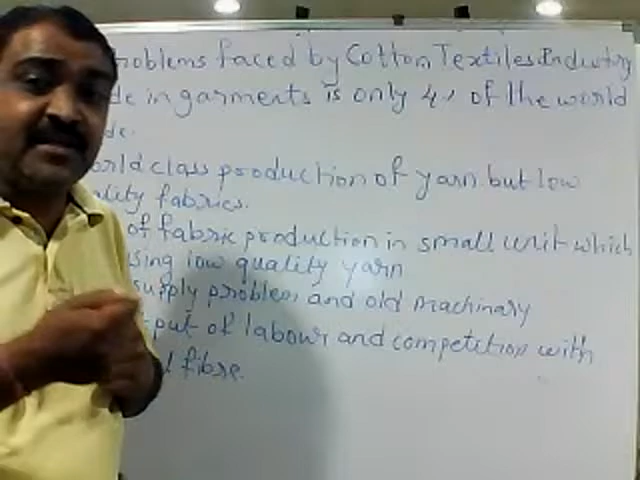 roblems faced by Cotton Textiles Industry
de in garments is only 4% of the world
de.
orld class production of yarn but low
ality fabrics.
of fabric production in small unit which
sing low quality yarn
supply problem and old machinary
put of labour and competition with
l fibre.